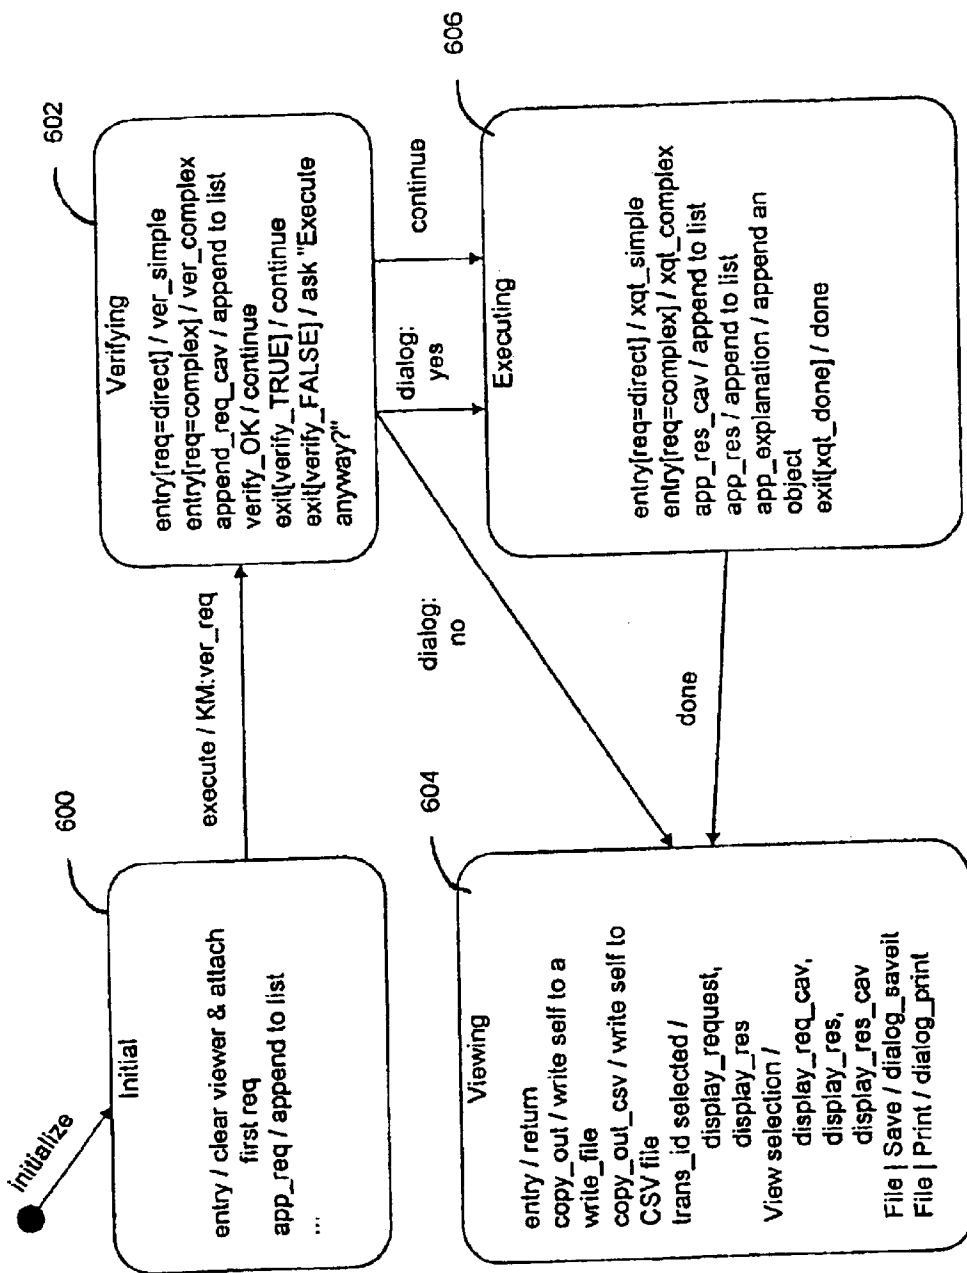 initialize
600
Initial
entry / clear viewer & attach
first req
app_req / append to list
...
execute / KM:ver_req
602
Verifying
entry[req=direct] / ver_simple
entry[req=complex] / ver_complex
append_req_cav / append to list
verify_OK / continue
exit[verify_TRUE] / continue
exit[verify_FALSE] / ask "Execute
anyway?"
dialog:
no
dialog:
yes
continue
604
Viewing
entry / return
copy_out / write self to a
write_file
copy_out_csv / write self to
CSV file
trans_id selected /
display_request,
display_res
View selection /
display_req_cav,
display_res,
display_res_cav
File | Save / dialog_saveit
File | Print / dialog_print
done
606
Executing
entry[req=direct] / xqt_simple
entry[req=complex] / xqt_complex
app_res_cav / append to list
app_res / append to list
app_explanation / append an
object
exit[xqt_done] / done